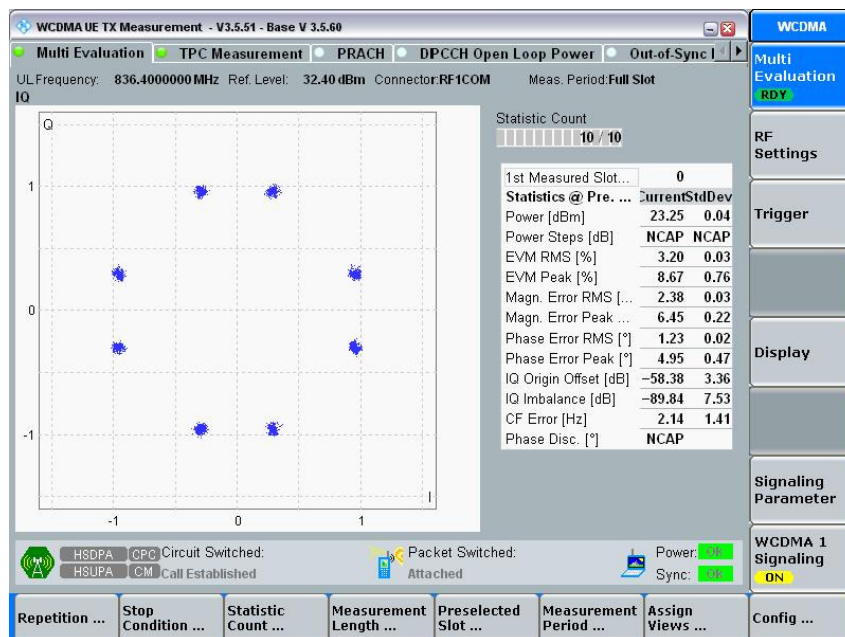 WCDMA UE TX Measurement - V3.5.51 - Base V 3.5.60
WCDMA
Multi Evaluation TPC Measurement PRACH DPCCH Open Loop Power Out-of-Sync
UL Frequency: 836.4000000 MHz Ref. Level: 32.40 dBm Connector:RF1COM Meas. Period:Full Slot
IQ
Q
1
0
-1
I
-1 0 1
Statistic Count
10 / 10
1st Measured Slot... 0
Statistics @ Pre. ... Current StdDev
Power [dBm] 23.25 0.04
Power Steps [dB] NCAP NCAP
EVM RMS [%] 3.20 0.03
EVM Peak [%] 8.67 0.76
Magn. Error RMS [... 2.38 0.03
Magn. Error Peak ... 6.45 0.22
Phase Error RMS [°] 1.23 0.02
Phase Error Peak [°] 4.95 0.47
IQ Origin Offset [dB] -58.38 3.36
IQ Imbalance [dB] -89.84 7.53
CF Error [Hz] 2.14 1.41
Phase Disc. [°] NCAP
Multi
Evaluation
RDY
RF
Settings
Trigger
Display
Signaling
Parameter
WCDMA 1
Signaling
ON
HSDPA CPC Circuit Switched:
HSUPA CM Call Established
Packet Switched:
Attached
Power: OK
Sync: OK
Repetition ...
Stop
Condition ...
Statistic
Count ...
Measurement
Length ...
Preselected
Slot ...
Measurement
Period ...
Assign
Views ...
Config ...